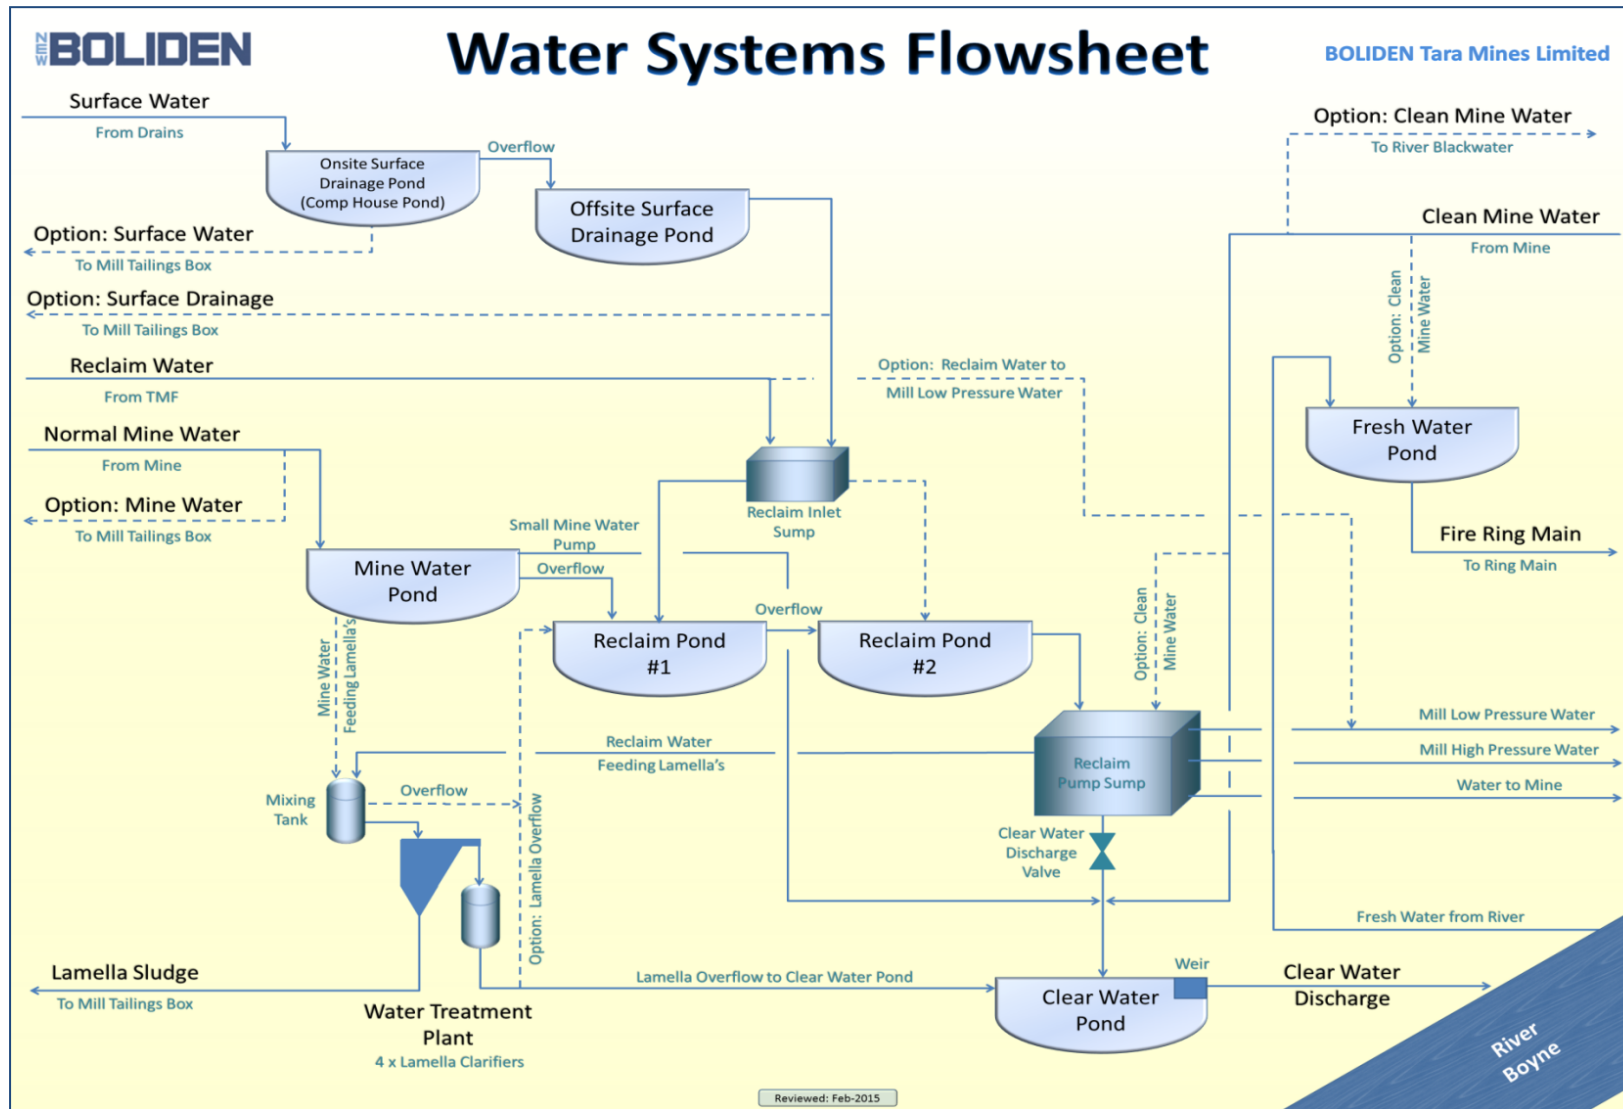 NEW BOLIDEN
Water Systems Flowsheet
BOLIDEN Tara Mines Limited
Surface Water
From Drains
Onsite Surface
Drainage Pond
(Comp House Pond)
Overflow
Offsite Surface
Drainage Pond
Option: Surface Water
To Mill Tailings Box
Option: Surface Drainage
To Mill Tailings Box
Reclaim Water
From TMF
Normal Mine Water
From Mine
Option: Mine Water
To Mill Tailings Box
Option: Clean Mine Water
To River Blackwater
Clean Mine Water
From Mine
Option: Clean
Mine Water
Option: Reclaim Water to
Mill Low Pressure Water
Fresh Water
Pond
Fire Ring Main
To Ring Main
Reclaim Inlet
Sump
Small Mine Water
Pump
Mine Water
Pond
Overflow
Reclaim Pond
#1
Overflow
Reclaim Pond
#2
Option: Clean
Mine Water
Mine Water
Feeding Lamella's
Reclaim Water
Feeding Lamella's
Reclaim
Pump Sump
Mill Low Pressure Water
Mill High Pressure Water
Water to Mine
Mixing
Tank
Overflow
Option: Lamella Overflow
Clear Water
Discharge
Valve
Fresh Water from River
Lamella Sludge
To Mill Tailings Box
Water Treatment
Plant
4 x Lamella Clarifiers
Lamella Overflow to Clear Water Pond
Clear Water
Pond
Weir
Clear Water
Discharge
River
Boyne
Reviewed: Feb-2015